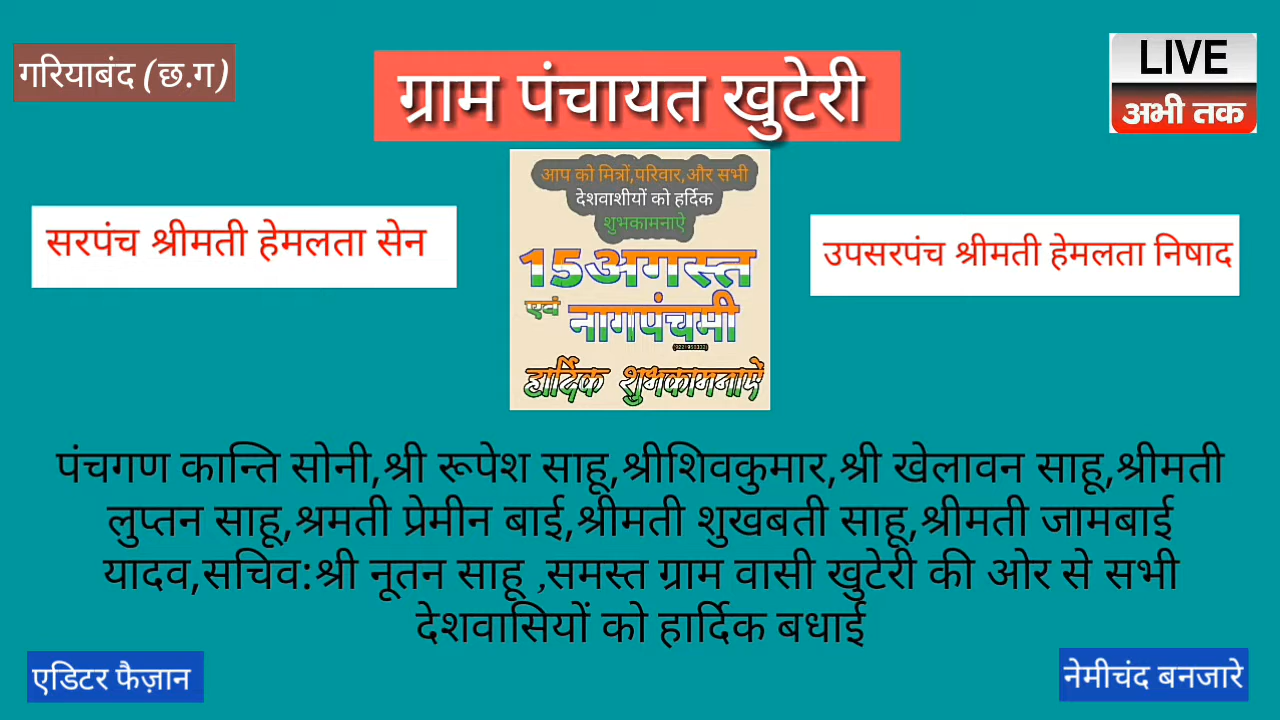 गरियाबंद (छ.ग)
ग्राम पंचायत खुटेरी
LIVE
अभी तक
आप को मित्रों,परिवार,और सभी
देशवाशीयों को हर्दिक
शुभकामनाऐ
15अगस्त
एवं
नागपंचमी
हार्दिक शुभकामनाऐं
सरपंच श्रीमती हेमलता सेन
उपसरपंच श्रीमती हेमलता निषाद
पंचगण कान्ति सोनी,श्री रूपेश साहू,श्रीशिवकुमार,श्री खेलावन साहू,श्रीमती
लुप्तन साहू,श्रमती प्रेमीन बाई,श्रीमती शुखबती साहू,श्रीमती जामबाई
यादव,सचिव:श्री नूतन साहू ,समस्त ग्राम वासी खुटेरी की ओर से सभी
देशवासियों को हार्दिक बधाई
एडिटर फैज़ान
नेमीचंद बनजारे